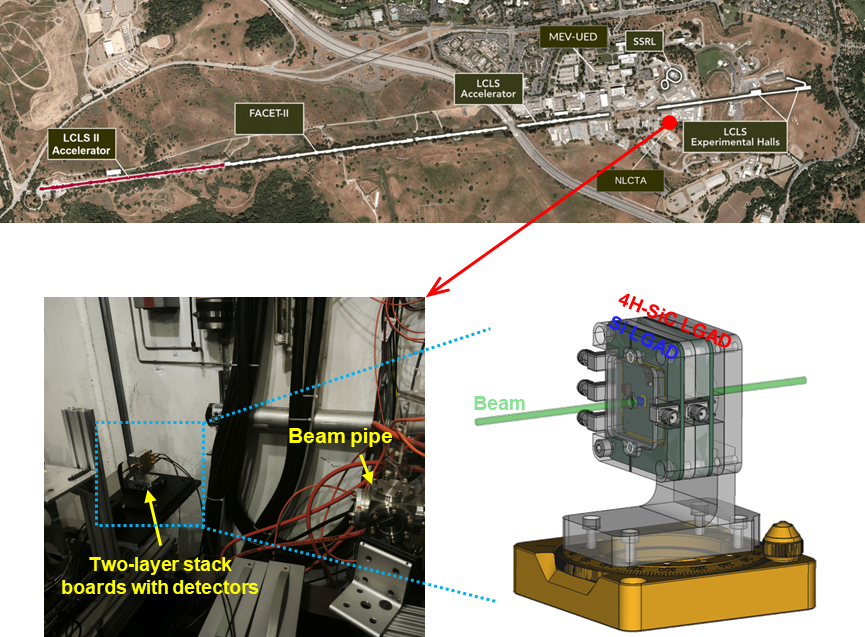 MEV-UED
SSRL
LCLS
Accelerator
FACET-II
LCLS II
Accelerator
LCLS
Experimental Halls
NLCTA
4H-SiC LGAD
Si LGAD
Beam
Beam pipe
Two-layer stack
boards with detectors